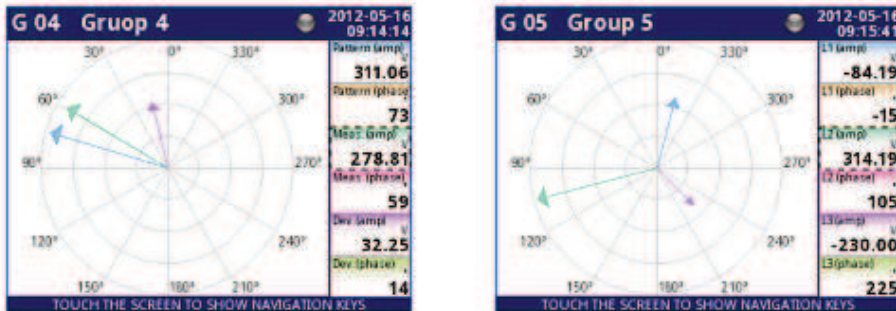 G 04 Gruop 4
2012-05-16
09:14:14
0°
30°
330°
60°
300°
90°
270°
120°
240°
150°
180°
210°
Pattern (amp)
V
311.06
Pattern (phase)
73
Meas. (amp)
V
278.81
Meas. (phase)
59
Dev. (amp)
V
32.25
Dev. (phase)
14
TOUCH THE SCREEN TO SHOW NAVIGATION KEYS
G 05 Group 5
2012-05-16
09:15:41
0°
30°
330°
60°
300°
90°
270°
120°
240°
150°
180°
210°
L1 (amp)
V
-84.19
L1 (phase)
-15
L2 (amp)
V
314.19
L2 (phase)
105
L3 (amp)
V
-230.00
L3 (phase)
225
TOUCH THE SCREEN TO SHOW NAVIGATION KEYS